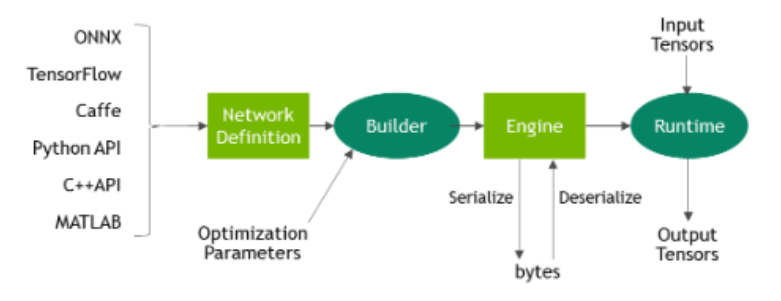 ONNX
TensorFlow
Caffe
Python API
C++API
MATLAB
Network
Definition
Optimization
Parameters
Builder
Engine
Serialize
Deserialize
bytes
Input
Tensors
Runtime
Output
Tensors